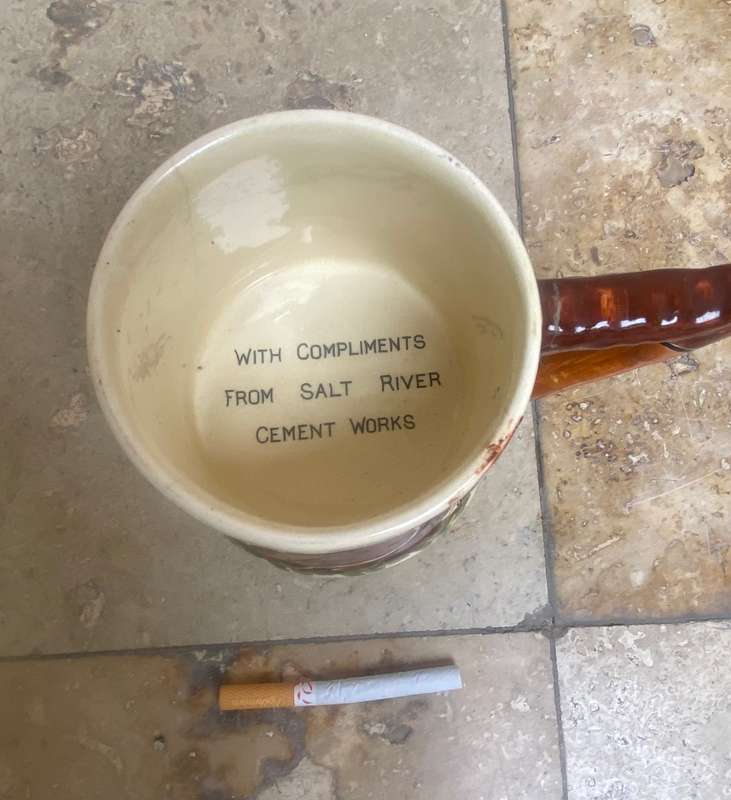 WITH COMPLIMENTS
FROM SALT RIVER
CEMENT WORKS